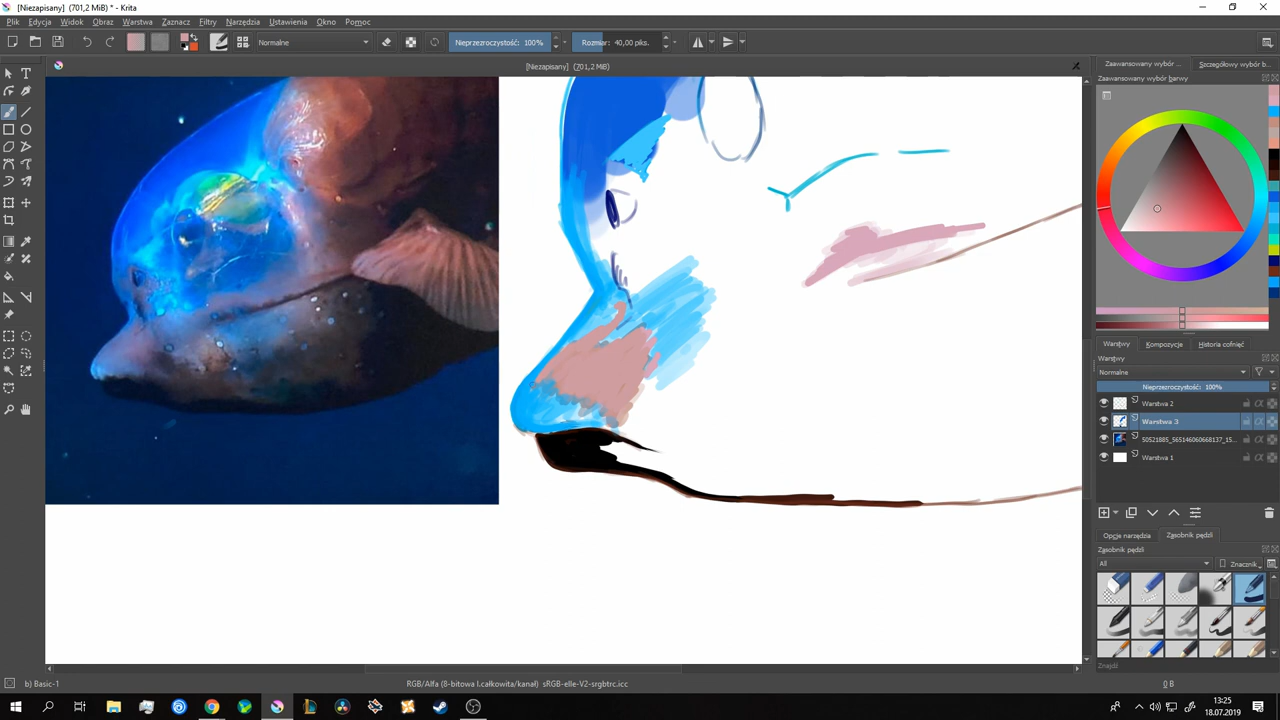 [Niezapisany] (701,2 MiB) * - Krita
Plik Edycja Widok Obraz Warstwa Zaznacz Filtry Narzędzia Ustawienia Okno Pomoc
Normalne Nieprzezroczystość: 100% Rozmiar: 40,00 piks.
[Niezapisany] (701,2 MiB)
Zaawansowany wybór ... Szczegółowy wybór b...
Zaawansowany wybór barwy
Warstwy Kompozycje Historia cofnięć
Warstwy
Normalne
Nieprzezroczystość: 100%
Warstwa 2
Warstwa 3
50521885_565146060668137_15...
Warstwa 1
Opcje narzędzia Zasobnik pędzli
Zasobnik pędzli
All Znacznik
Znajdź
b) Basic-1 RGB/Alfa (8-bitowa l.całkowita/kanał) sRGB-elle-V2-srgbtrc.icc 0 B
13:25
18.07.2019